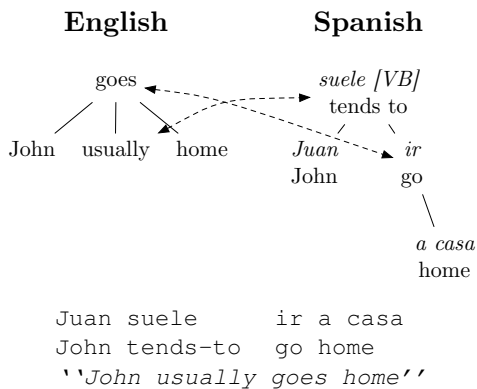 English Spanish
goes suele [VB]
tends to
John usually home Juan ir
John go
a casa
home
Juan suele ir a casa
John tends-to go home
‘‘John usually goes home’’